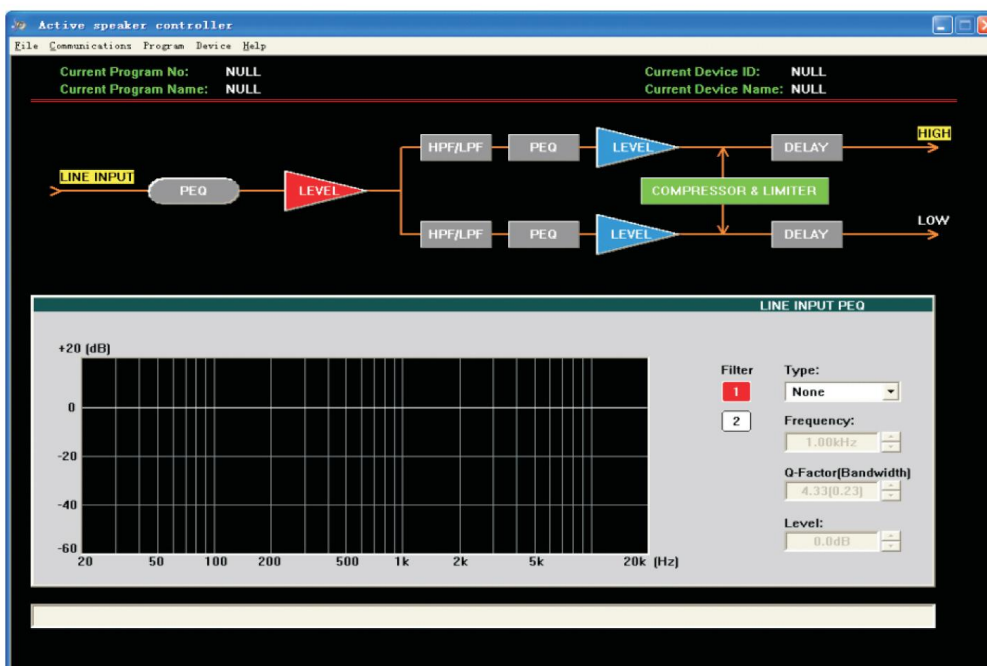 Active speaker controller
File Communications Program Device Help
Current Program No: NULL
Current Program Name: NULL
Current Device ID: NULL
Current Device Name: NULL
LINE INPUT
PEQ
LEVEL
HPF/LPF
PEQ
LEVEL
DELAY
HIGH
COMPRESSOR & LIMITER
HPF/LPF
PEQ
LEVEL
DELAY
LOW
LINE INPUT PEQ
+20 (dB)
0
-20
-40
-60
20 50 100 200 500 1k 2k 5k 20k (Hz)
Filter
1
2
Type:
None
Frequency:
1.00kHz
Q-Factor(Bandwidth)
4.33(0.23)
Level:
0.0dB